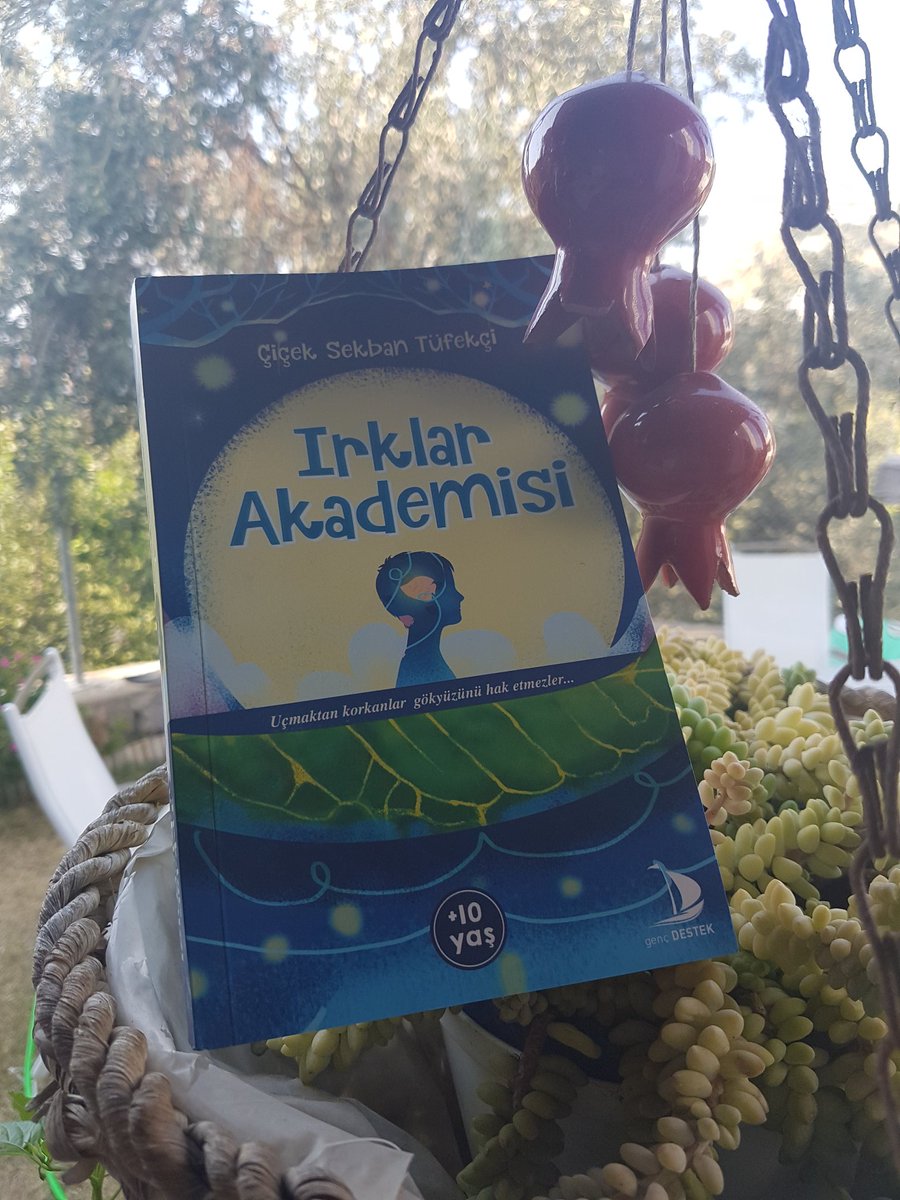 Çiçek Sekban Tüfekçi
Irklar
Akademisi
Uçmaktan korkanlar gökyüzünü hak etmezler...
+10
yaş
genç DESTEK